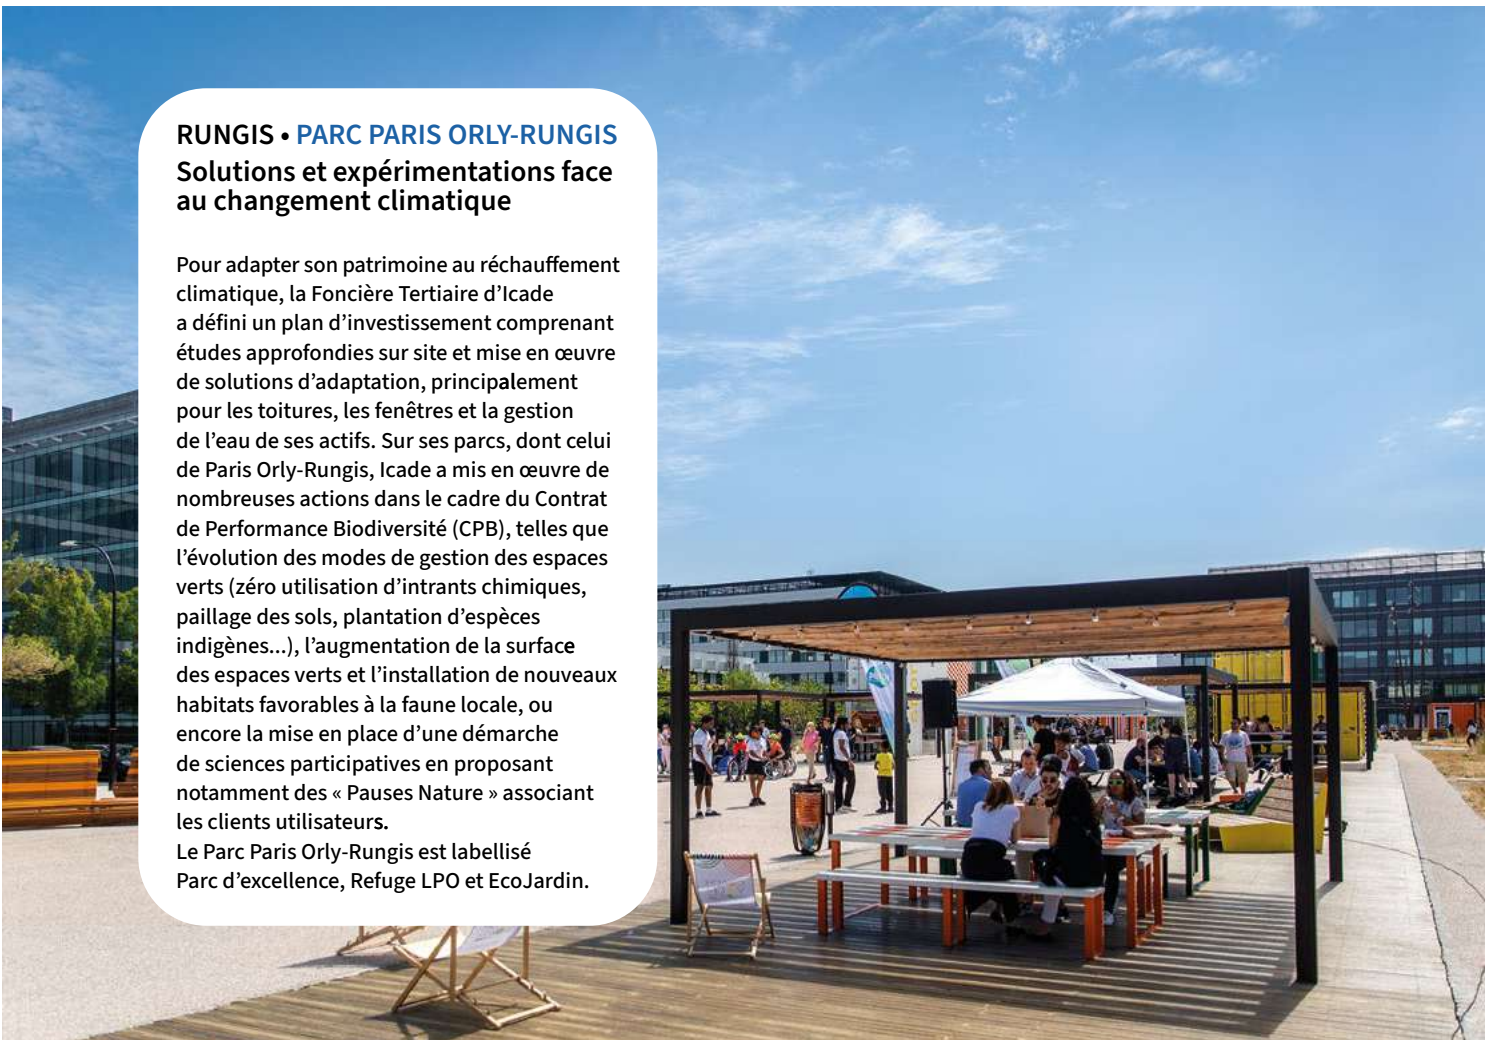 RUNGIS • PARC PARIS ORLY-RUNGIS
Solutions et expérimentations face
au changement climatique
Pour adapter son patrimoine au réchauffement
climatique, la Foncière Tertiaire d’Icade
a défini un plan d’investissement comprenant
études approfondies sur site et mise en œuvre
de solutions d’adaptation, principalement
pour les toitures, les fenêtres et la gestion
de l’eau de ses actifs. Sur ses parcs, dont celui
de Paris Orly-Rungis, Icade a mis en œuvre de
nombreuses actions dans le cadre du Contrat
de Performance Biodiversité (CPB), telles que
l’évolution des modes de gestion des espaces
verts (zéro utilisation d’intrants chimiques,
paillage des sols, plantation d’espèces
indigènes...), l’augmentation de la surface
des espaces verts et l’installation de nouveaux
habitats favorables à la faune locale, ou
encore la mise en place d’une démarche
de sciences participatives en proposant
notamment des « Pauses Nature » associant
les clients utilisateurs.
Le Parc Paris Orly-Rungis est labellisé
Parc d’excellence, Refuge LPO et EcoJardin.